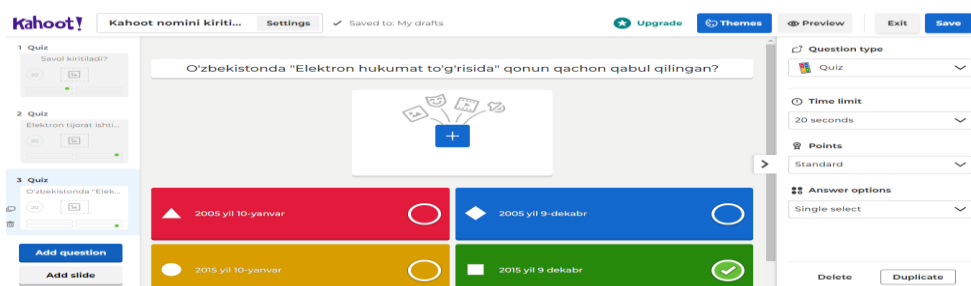 Kahoot!
Kahoot nomini kiriti...
Settings
Saved to: My drafts
Upgrade
Themes
Preview
Exit
Save
1 Quiz
Savol kiritiladi?
20
2 Quiz
Elektron tijorat ishti...
20
3 Quiz
O'zbekistonda "Elek...
20
Add question
Add slide
O'zbekistonda "Elektron hukumat to'g'risida" qonun qachon qabul qilingan?
2005 yil 10-yanvar
2005 yil 9-dekabr
2015 yil 10-yanvar
2015 yil 9 dekabr
Question type
Quiz
Time limit
20 seconds
Points
Standard
Answer options
Single select
Delete
Duplicate